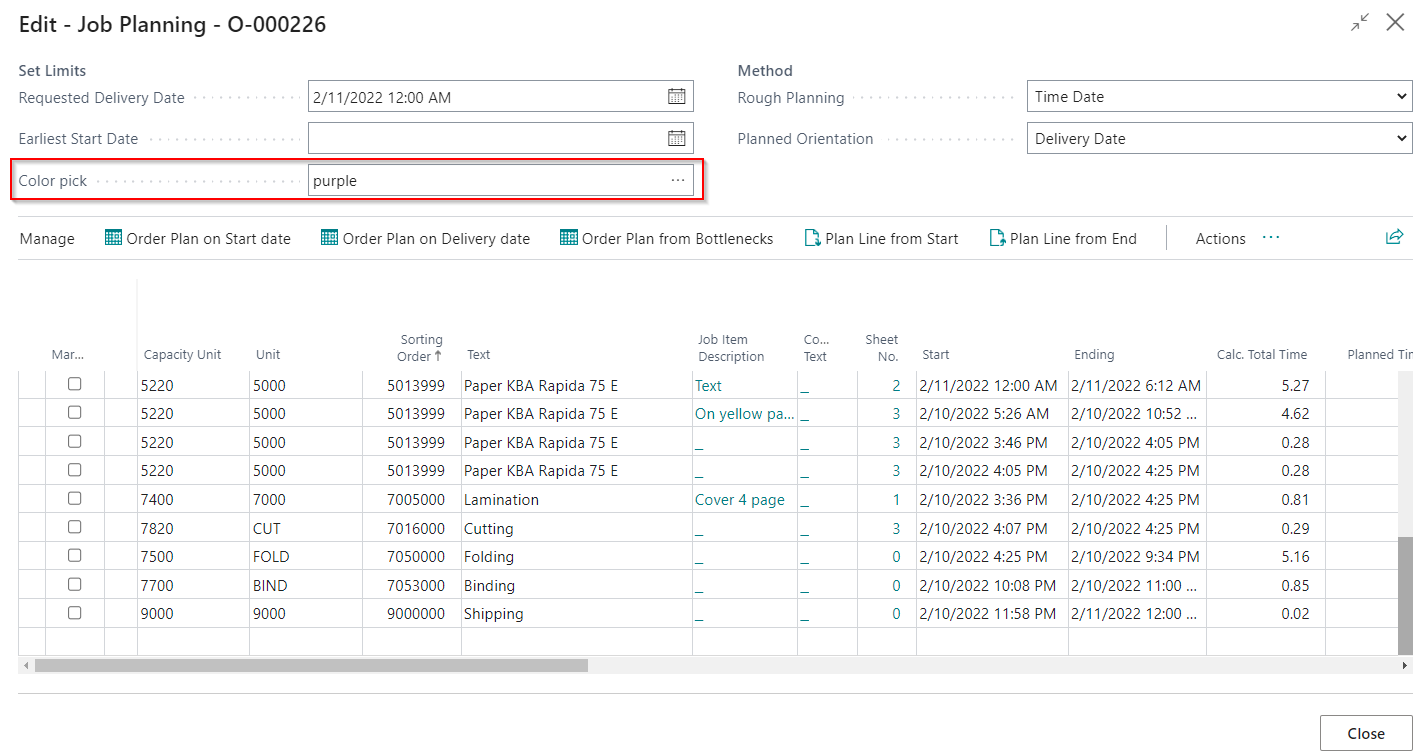 Edit - Job Planning - O-000226
Set Limits
Requested Delivery Date 2/11/2022 12:00 AM
Earliest Start Date
Color pick purple ...
Method
Rough Planning Time Date
Planned Orientation Delivery Date
Manage Order Plan on Start date Order Plan on Delivery date Order Plan from Bottlenecks Plan Line from Start Plan Line from End Actions ...
Mar... Capacity Unit Unit Sorting Order ↑ Text Job Item Description Co... Text Sheet No. Start Ending Calc. Total Time Planned Tin
5220 5000 5013999 Paper KBA Rapida 75 E Text _ 2 2/11/2022 12:00 AM 2/11/2022 6:12 AM 5.27
5220 5000 5013999 Paper KBA Rapida 75 E On yellow pa... _ 3 2/10/2022 5:26 AM 2/10/2022 10:52 ... 4.62
5220 5000 5013999 Paper KBA Rapida 75 E _ _ 3 2/10/2022 3:46 PM 2/10/2022 4:05 PM 0.28
5220 5000 5013999 Paper KBA Rapida 75 E _ _ 3 2/10/2022 4:05 PM 2/10/2022 4:25 PM 0.28
7400 7000 7005000 Lamination Cover 4 page _ 1 2/10/2022 3:36 PM 2/10/2022 4:25 PM 0.81
7820 CUT 7016000 Cutting _ _ 3 2/10/2022 4:07 PM 2/10/2022 4:25 PM 0.29
7500 FOLD 7050000 Folding _ _ 0 2/10/2022 4:25 PM 2/10/2022 9:34 PM 5.16
7700 BIND 7053000 Binding _ _ 0 2/10/2022 10:08 PM 2/10/2022 11:00 ... 0.85
9000 9000 9000000 Shipping _ _ 0 2/10/2022 11:58 PM 2/11/2022 12:00 ... 0.02
Close